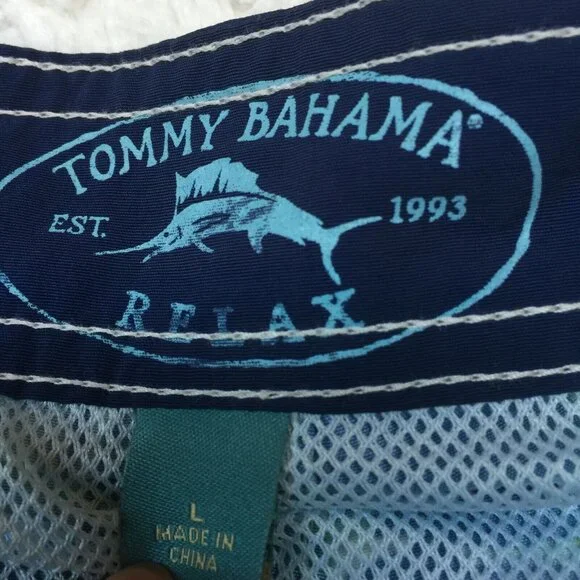 TOMMY BAHAMA®
EST. 1993
RELAX
L
MADE IN
CHINA